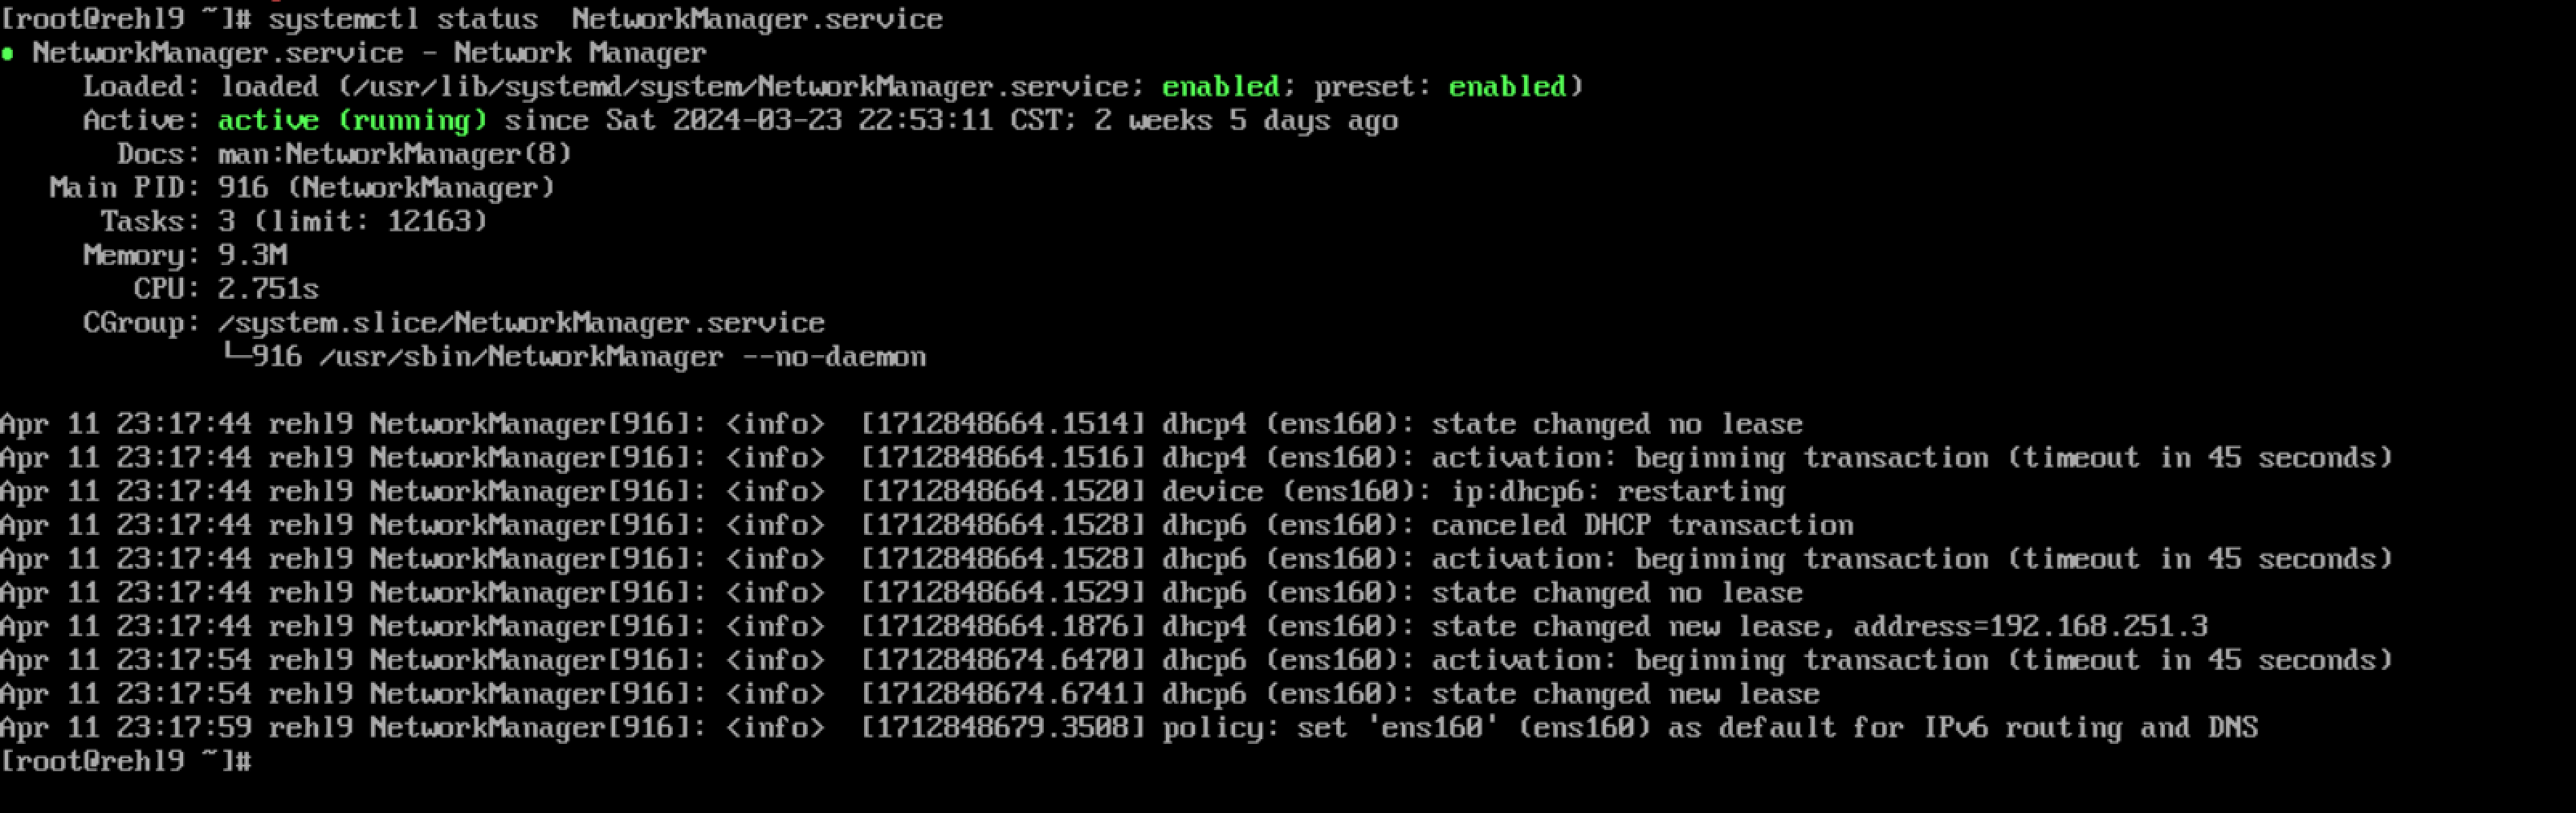 [root@rehl9 ~]# systemctl status  NetworkManager.service
● NetworkManager.service - Network Manager
     Loaded: loaded (/usr/lib/systemd/system/NetworkManager.service; enabled; preset: enabled)
     Active: active (running) since Sat 2024-03-23 22:53:11 CST; 2 weeks 5 days ago
       Docs: man:NetworkManager(8)
   Main PID: 916 (NetworkManager)
      Tasks: 3 (limit: 12163)
     Memory: 9.3M
        CPU: 2.751s
     CGroup: /system.slice/NetworkManager.service
             └─916 /usr/sbin/NetworkManager --no-daemon
Apr 11 23:17:44 rehl9 NetworkManager[916]: <info>  [1712848664.1514] dhcp4 (ens160): state changed no lease
Apr 11 23:17:44 rehl9 NetworkManager[916]: <info>  [1712848664.1516] dhcp4 (ens160): activation: beginning transaction (timeout in 45 seconds)
Apr 11 23:17:44 rehl9 NetworkManager[916]: <info>  [1712848664.1520] device (ens160): ip:dhcp6: restarting
Apr 11 23:17:44 rehl9 NetworkManager[916]: <info>  [1712848664.1528] dhcp6 (ens160): canceled DHCP transaction
Apr 11 23:17:44 rehl9 NetworkManager[916]: <info>  [1712848664.1528] dhcp6 (ens160): activation: beginning transaction (timeout in 45 seconds)
Apr 11 23:17:44 rehl9 NetworkManager[916]: <info>  [1712848664.1529] dhcp6 (ens160): state changed no lease
Apr 11 23:17:44 rehl9 NetworkManager[916]: <info>  [1712848664.1876] dhcp4 (ens160): state changed new lease, address=192.168.251.3
Apr 11 23:17:54 rehl9 NetworkManager[916]: <info>  [1712848674.6470] dhcp6 (ens160): activation: beginning transaction (timeout in 45 seconds)
Apr 11 23:17:54 rehl9 NetworkManager[916]: <info>  [1712848674.6741] dhcp6 (ens160): state changed new lease
Apr 11 23:17:59 rehl9 NetworkManager[916]: <info>  [1712848679.3508] policy: set 'ens160' (ens160) as default for IPv6 routing and DNS
[root@rehl9 ~]#